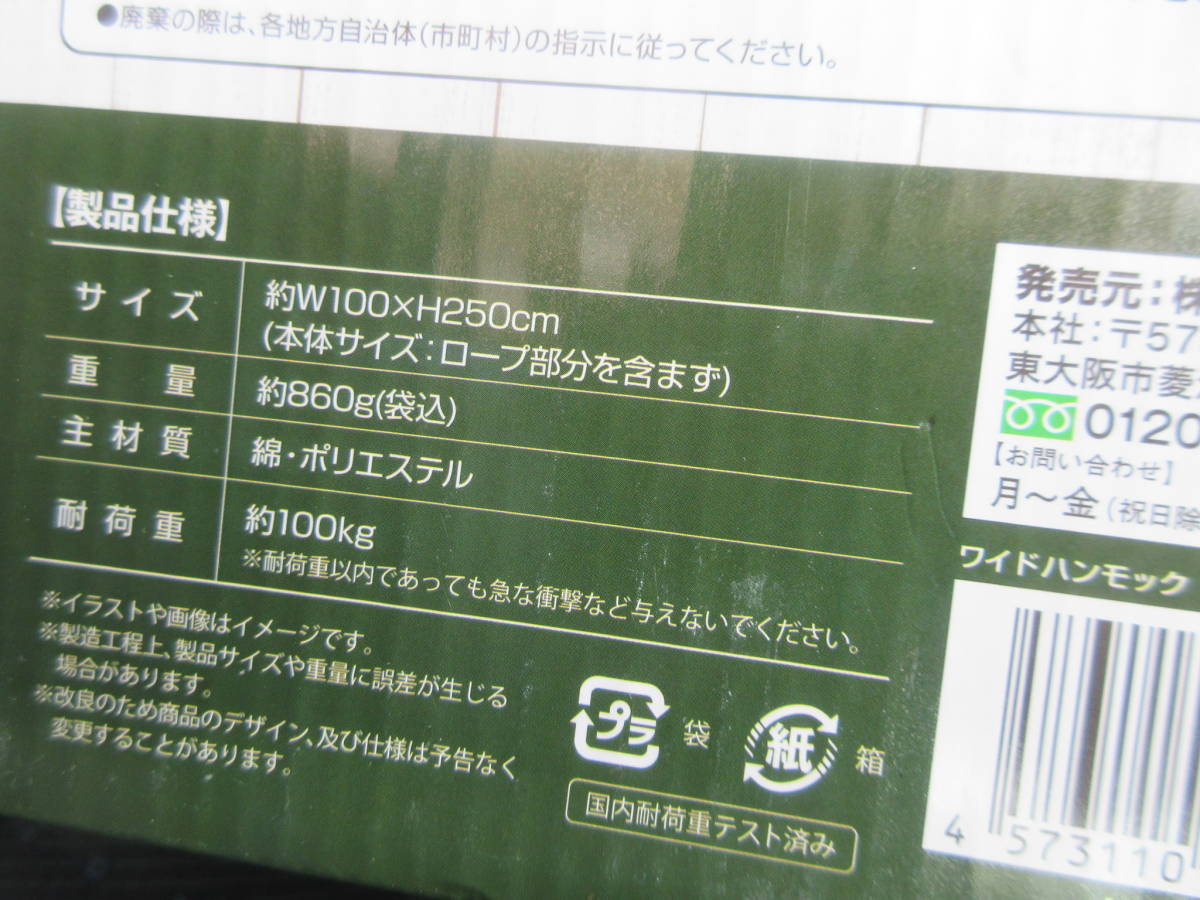 ●廃棄の際は、各地方自治体(市町村)の指示に従ってください。
【製品仕様】
サイズ 約W100×H250cm
(本体サイズ:ロープ部分を含まず)
重量 約860g(袋込)
主材質 綿・ポリエステル
耐荷重 約100kg
※耐荷重以内であっても急な衝撃など与えないでください。
※イラストや画像はイメージです。
※製造工程上、製品サイズや重量に誤差が生じる
場合があります。
※改良のため商品のデザイン、及び仕様は予告なく
変更することがあります。
プラ 袋 紙 箱
国内耐荷重テスト済み
発売元:株
本社:〒57
東大阪市菱
0120
【お問い合わせ】
月〜金(祝日除
ワイドハンモック
4 573110